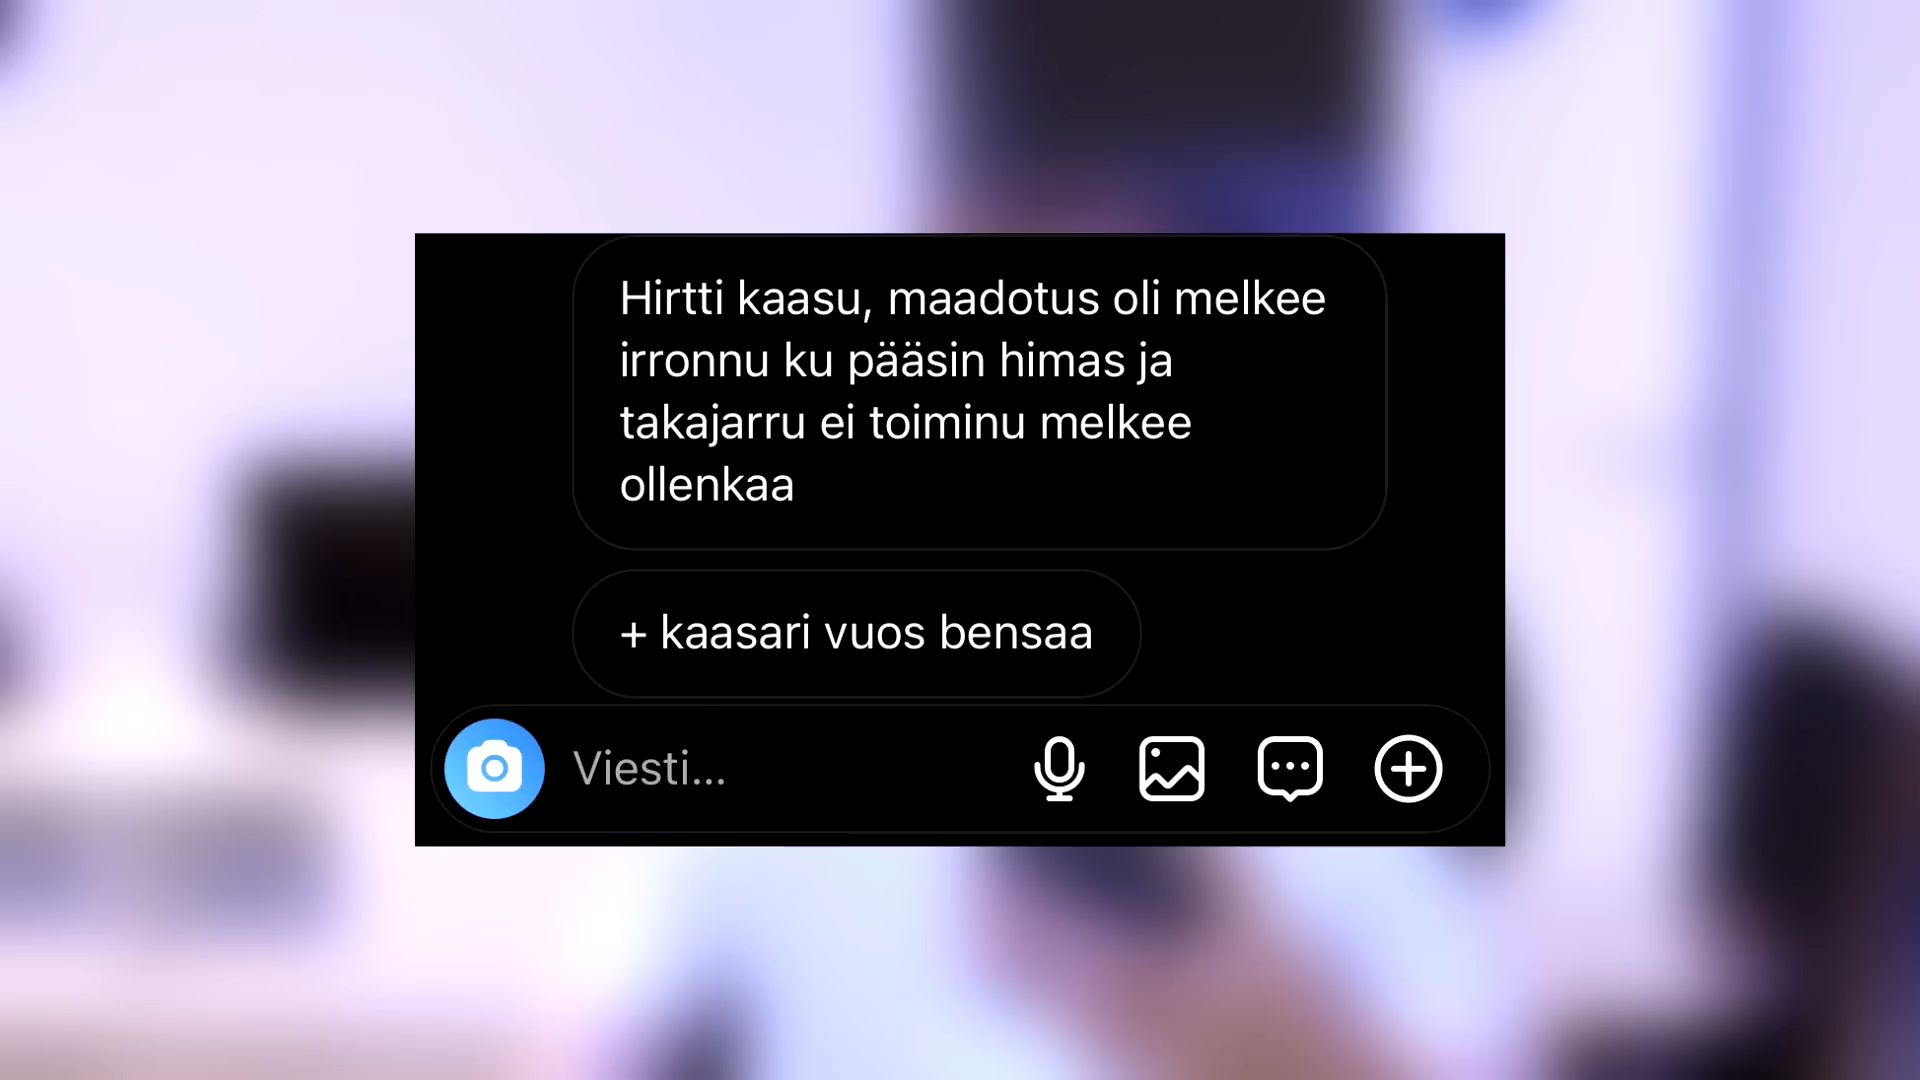 Hirtti kaasu, maadotus oli melkee
irronnu ku pääsin himas ja
takajarru ei toiminu melkee
ollenkaa
+ kaasari vuos bensaa
Viesti...